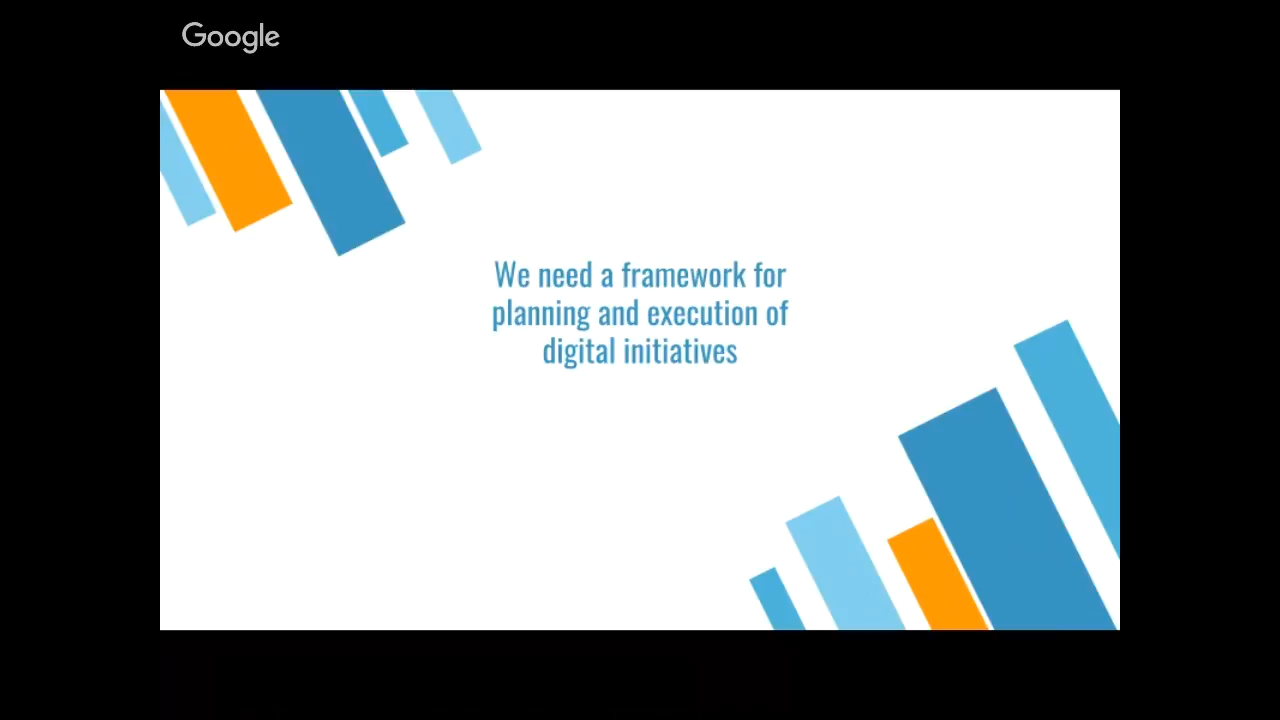 Google
We need a framework for
planning and execution of
digital initiatives